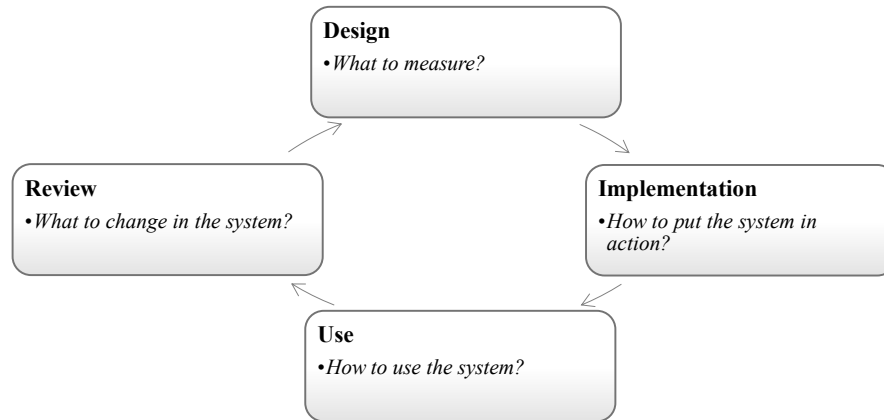 Design
•What to measure?
Review
•What to change in the system?
Implementation
•How to put the system in
action?
Use
•How to use the system?